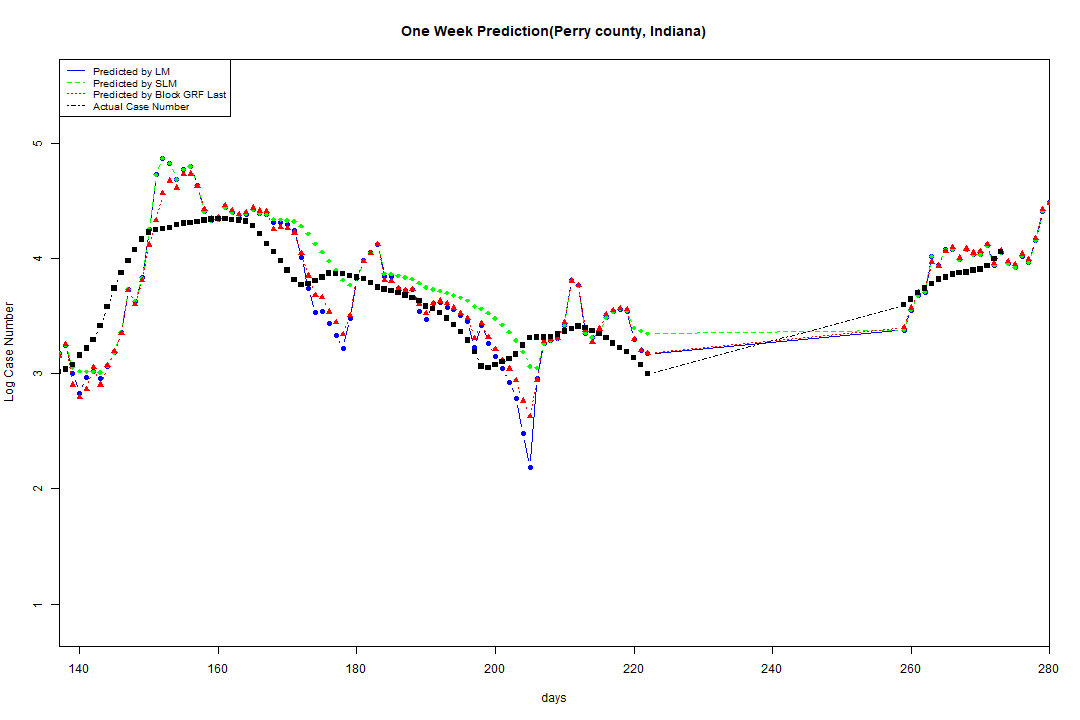 One Week Prediction(Perry county, Indiana)
Predicted by LM
Predicted by SLM
Predicted by Block GRF Last
Actual Case Number
5
4
3
2
1
Log Case Number
140 160 180 200 220 240 260 280
days